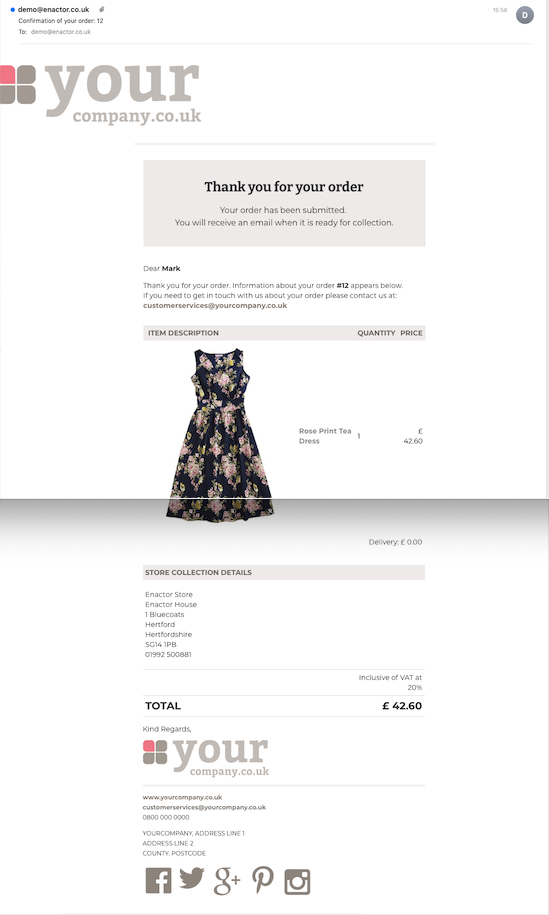 demo@enactor.co.uk
15:58
Confirmation of your order: 12
D
To: demo@enactor.co.uk
your
company.co.uk
Thank you for your order
Your order has been submitted.
You will receive an email when it is ready for collection.
Dear Mark
Thank you for your order. Information about your order #12 appears below.
If you need to get in touch with us about your order please contact us at:
customerservices@yourcompany.co.uk
ITEM DESCRIPTION QUANTITY PRICE
Rose Print Tea
Dress
1
£
42.60
Delivery: £ 0.00
STORE COLLECTION DETAILS
Enactor Store
Enactor House
1 Bluecoats
Hertford
Hertfordshire
SG14 1PB
01992 500881
Inclusive of VAT at
20%
TOTAL £ 42.60
Kind Regards,
your
company.co.uk
www.yourcompany.co.uk
customerservices@yourcompany.co.uk
0800 000 0000
YOURCOMPANY, ADDRESS LINE 1
ADDRESS LINE 2
COUNTY, POSTCODE